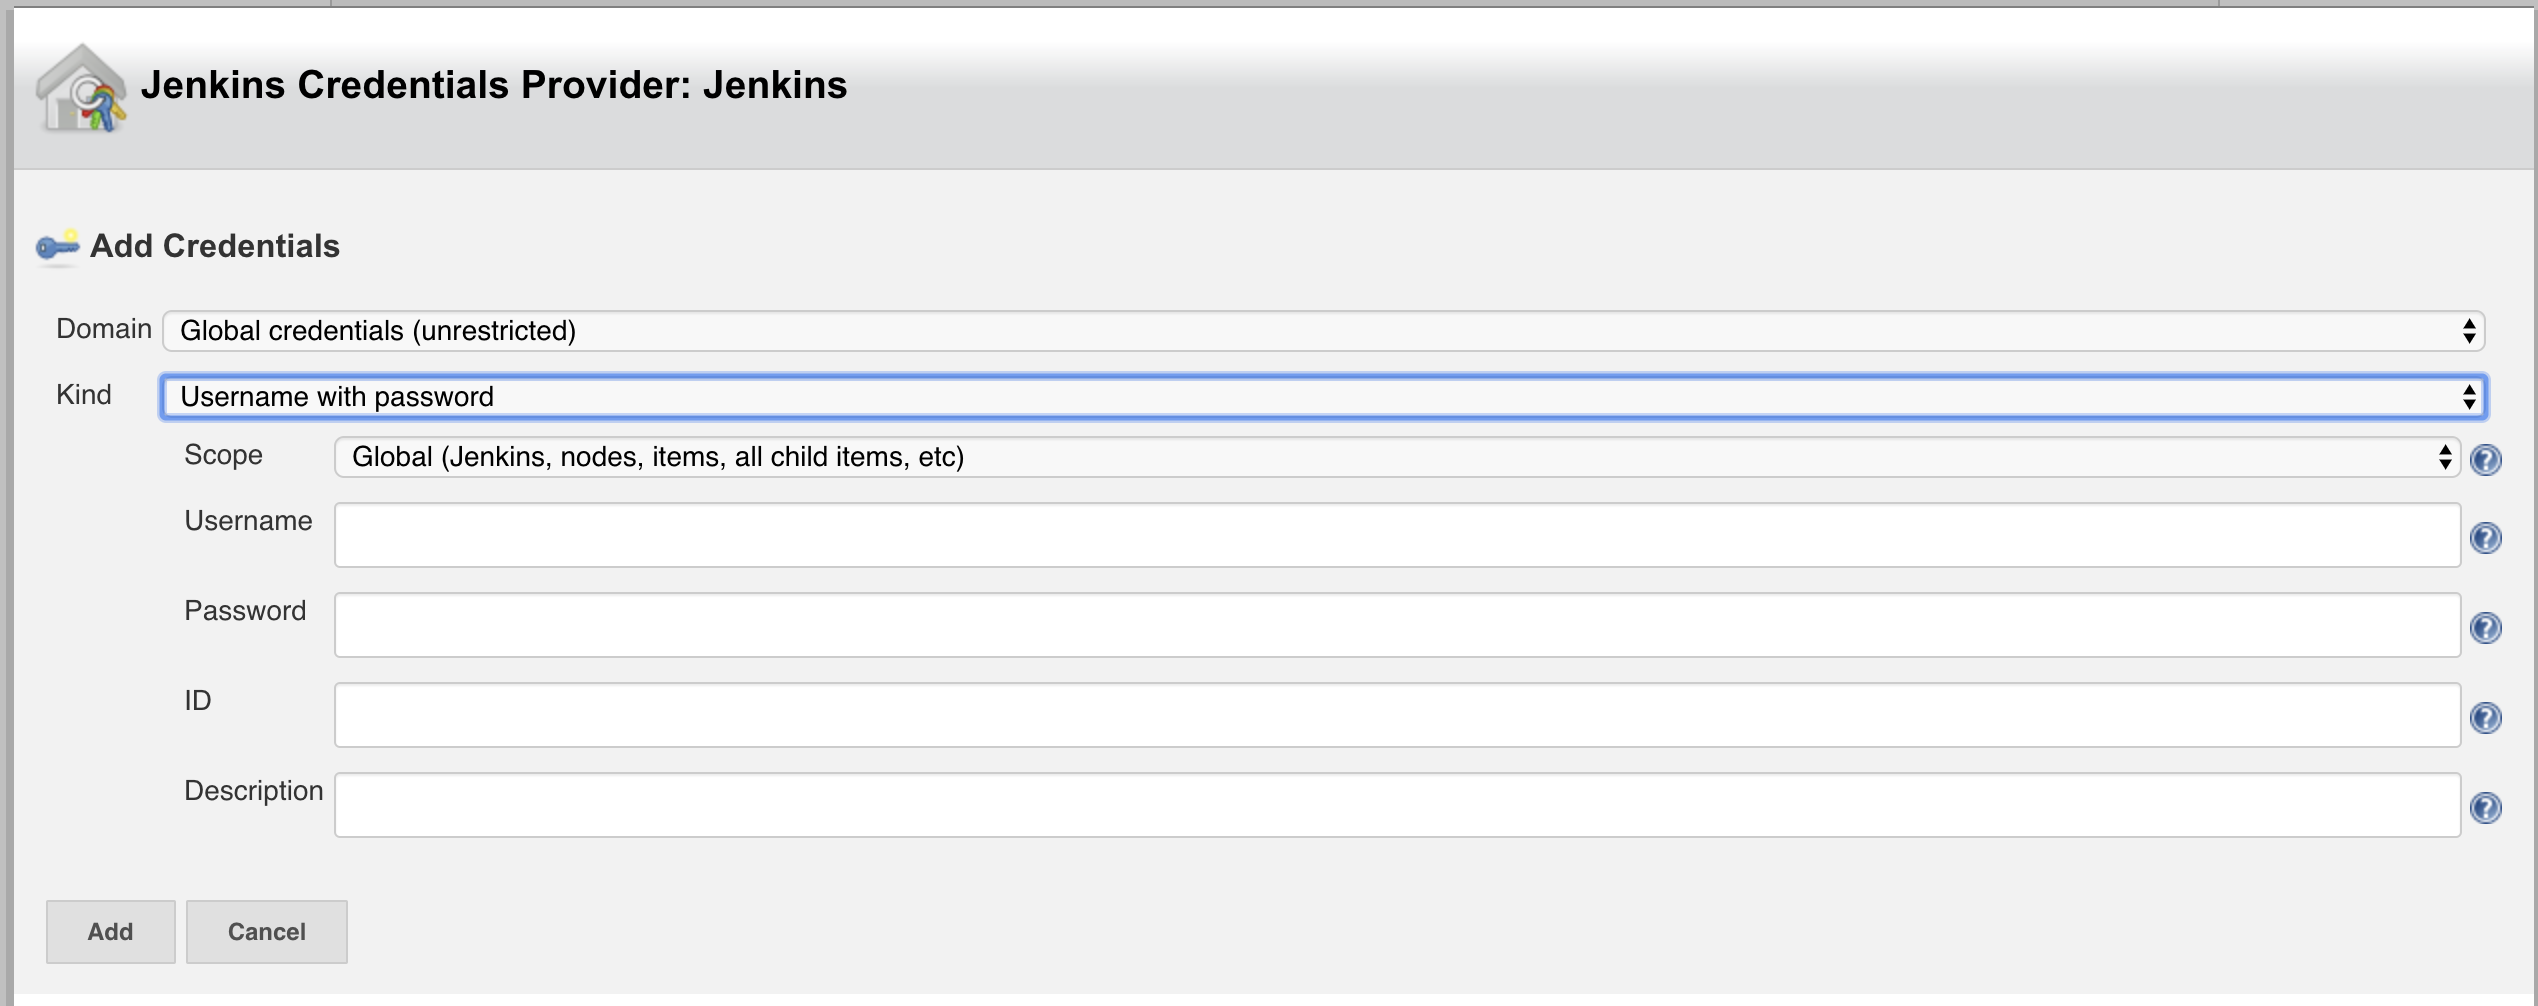 Jenkins Credentials Provider: Jenkins
Add Credentials
Domain Global credentials (unrestricted)
Kind Username with password
Scope Global (Jenkins, nodes, items, all child items, etc)
Username
Password
ID
Description
Add Cancel